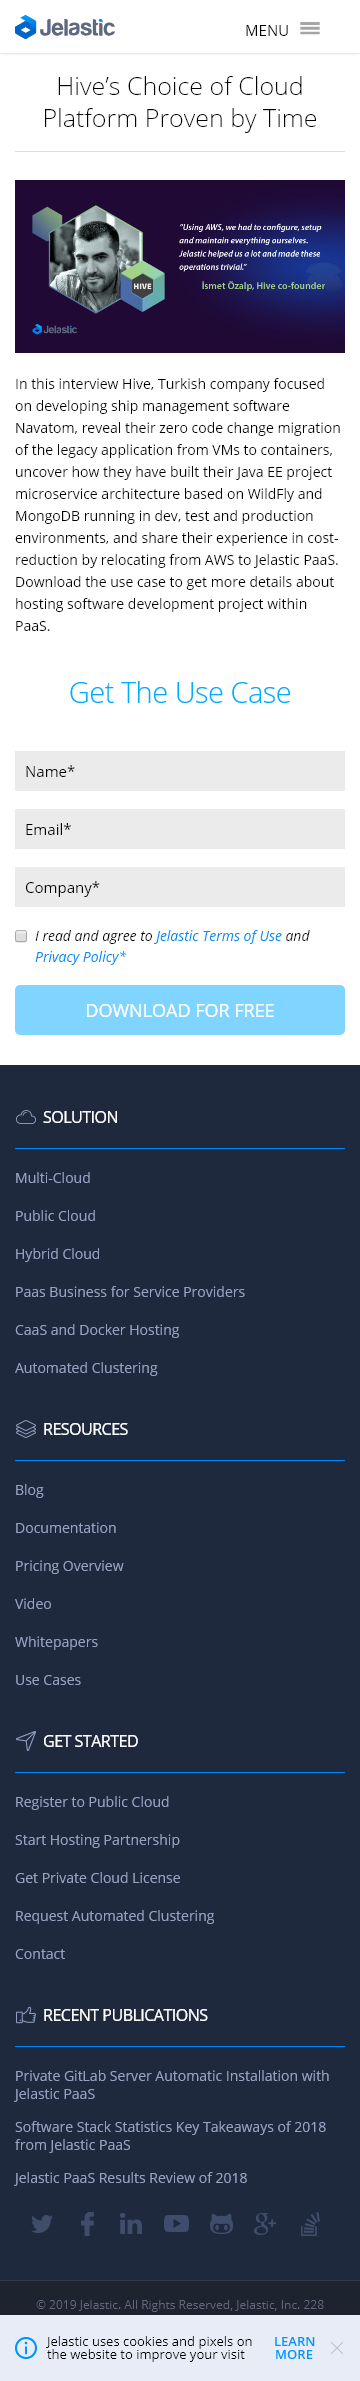 Jelastic
MENU
Hive’s Choice of Cloud
Platform Proven by Time
“Using AWS, we had to configure, setup
and maintain everything ourselves.
Jelastic helped us a lot and made these
operations trivial.”
İsmet Özalp, Hive co-founder
HIVE
Jelastic
In this interview Hive, Turkish company focused
on developing ship management software
Navatom, reveal their zero code change migration
of the legacy application from VMs to containers,
uncover how they have built their Java EE project
microservice architecture based on WildFly and
MongoDB running in dev, test and production
environments, and share their experience in cost-
reduction by relocating from AWS to Jelastic PaaS.
Download the use case to get more details about
hosting software development project within
PaaS.
Get The Use Case
Name*
Email*
Company*
I read and agree to Jelastic Terms of Use and
Privacy Policy*
DOWNLOAD FOR FREE
SOLUTION
Multi-Cloud
Public Cloud
Hybrid Cloud
Paas Business for Service Providers
CaaS and Docker Hosting
Automated Clustering
RESOURCES
Blog
Documentation
Pricing Overview
Video
Whitepapers
Use Cases
GET STARTED
Register to Public Cloud
Start Hosting Partnership
Get Private Cloud License
Request Automated Clustering
Contact
RECENT PUBLICATIONS
Private GitLab Server Automatic Installation with
Jelastic PaaS
Software Stack Statistics Key Takeaways of 2018
from Jelastic PaaS
Jelastic PaaS Results Review of 2018
© 2019 Jelastic. All Rights Reserved, Jelastic, Inc. 228
Jelastic uses cookies and pixels on
the website to improve your visit
LEARN
MORE